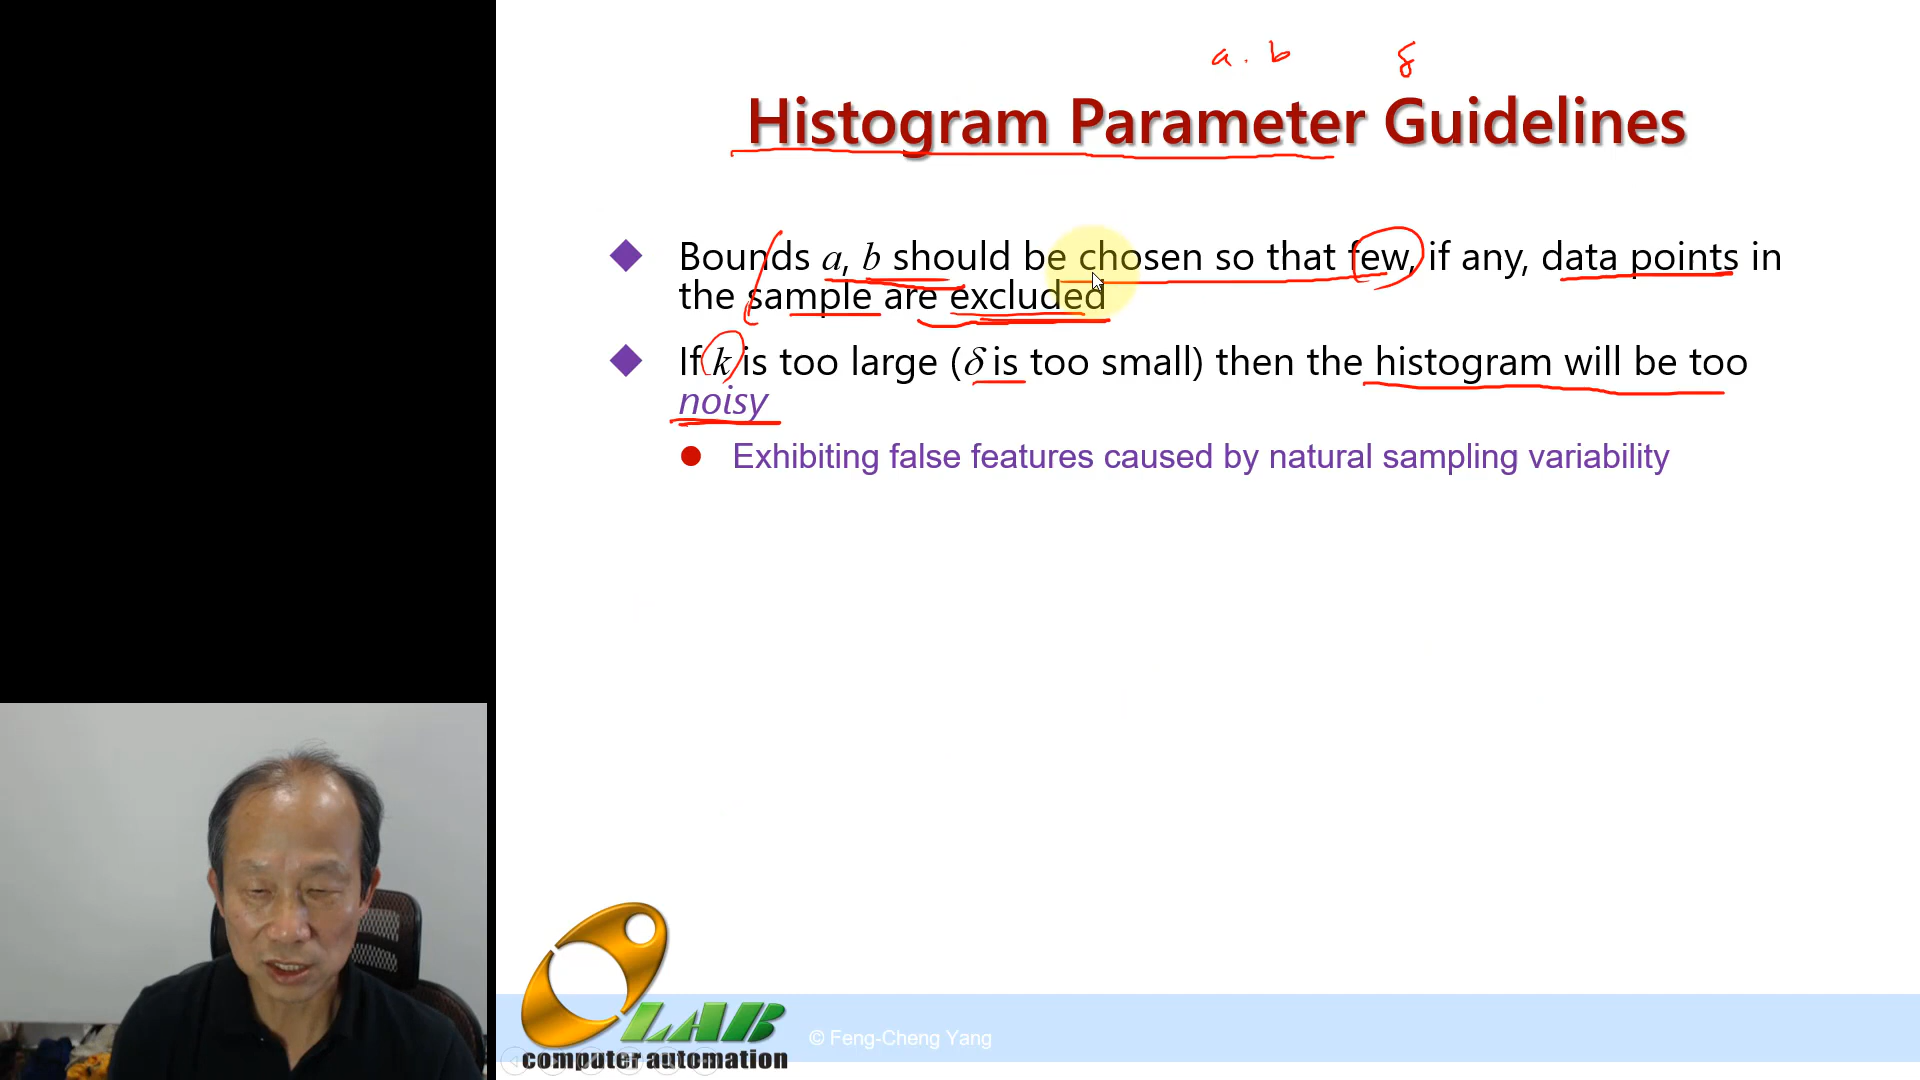 a . b δ
Histogram Parameter Guidelines
Bounds a, b should be chosen so that few, if any, data points in
the sample are excluded
If k is too large (δ is too small) then the histogram will be too
noisy
Exhibiting false features caused by natural sampling variability
LAB
© Feng-Cheng Yang
computer automation